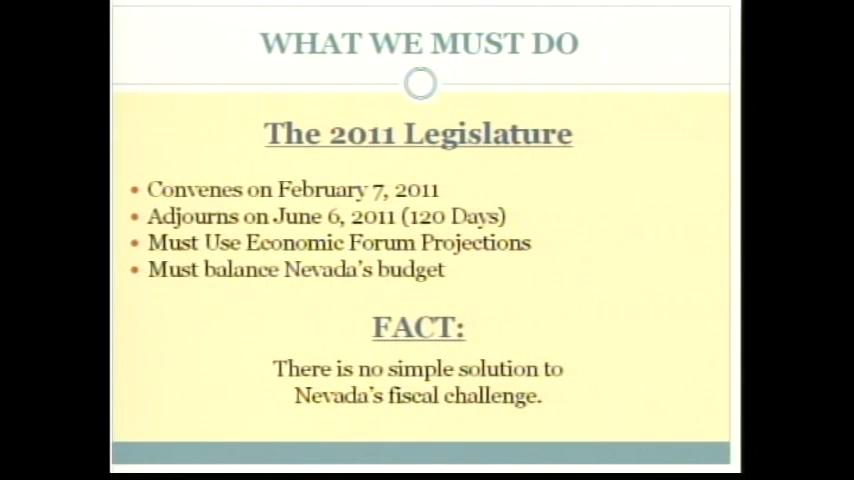 WHAT WE MUST DO
The 2011 Legislature
• Convenes on February 7, 2011
• Adjourns on June 6, 2011 (120 Days)
• Must Use Economic Forum Projections
• Must balance Nevada's budget
FACT:
There is no simple solution to
Nevada's fiscal challenge.